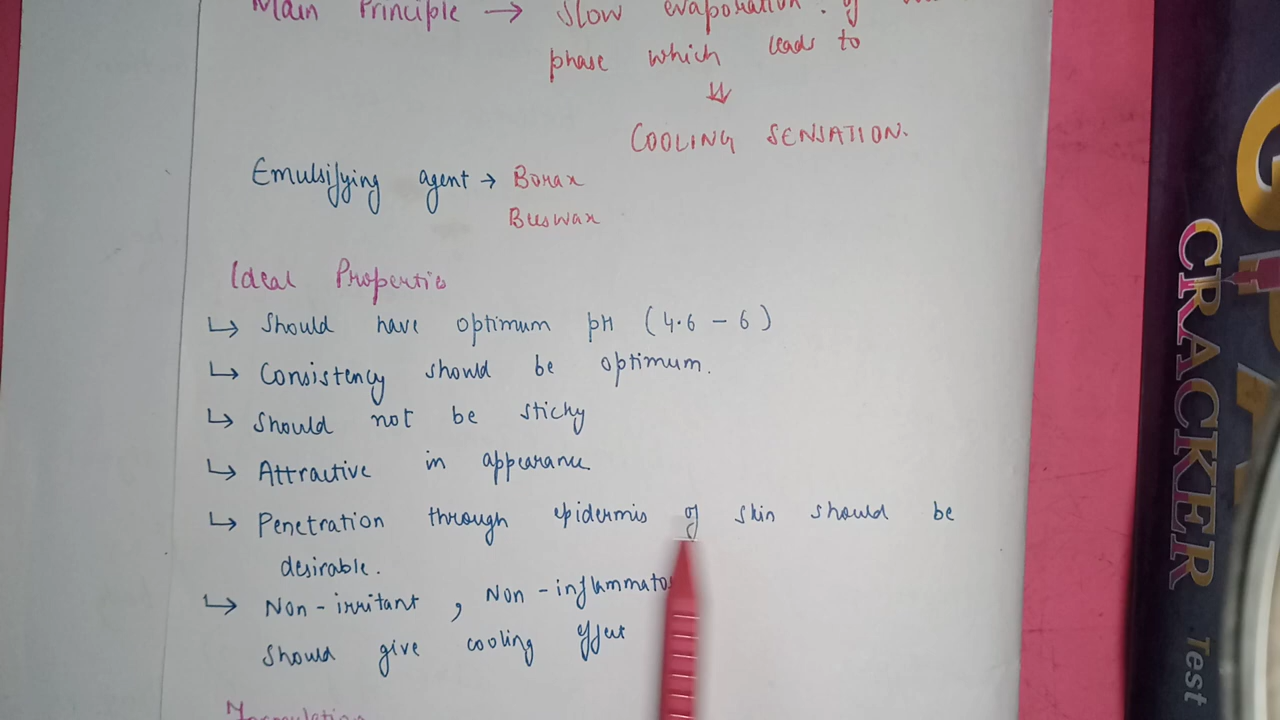 Main Principle → Slow evaporation of
phase which leads to
COOLING SENSATION.
Emulsifying agent → Borax
Beeswax
Ideal Properties
↳ Should have optimum pH (4.6 - 6)
↳ Consistency should be optimum.
↳ Should not be sticky
↳ Attractive in appearance
↳ Penetration through epidermis of skin should be
desirable.
↳ Non-irritant, Non-inflammato
Should give cooling effect
CRACKER
Test